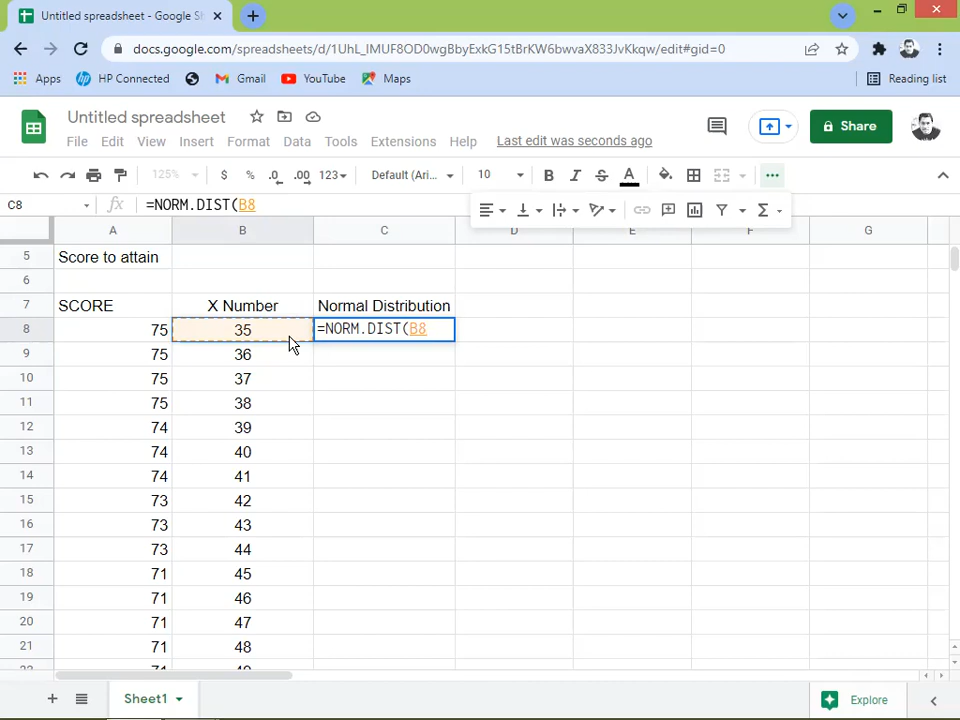 Untitled spreadsheet - Google Sh
docs.google.com/spreadsheets/d/1UhL_IMUF8OD0wgBbyExkG15tBrKW6bwvaX833JvKkqw/edit#gid=0
Apps HP Connected Gmail YouTube Maps Reading list
Untitled spreadsheet
File Edit View Insert Format Data Tools Extensions Help Last edit was seconds ago
Share
125% $ % .0 .00 123 Default (Ari... 10 B I S A
C8 fx =NORM.DIST(B8
A B C D E F G
5 Score to attain
6
7 SCORE X Number Normal Distribution
8 75 35 =NORM.DIST(B8
9 75 36
10 75 37
11 75 38
12 74 39
13 74 40
14 74 41
15 73 42
16 73 43
17 73 44
18 71 45
19 71 46
20 71 47
21 71 48
22 71 49
Sheet1 Explore